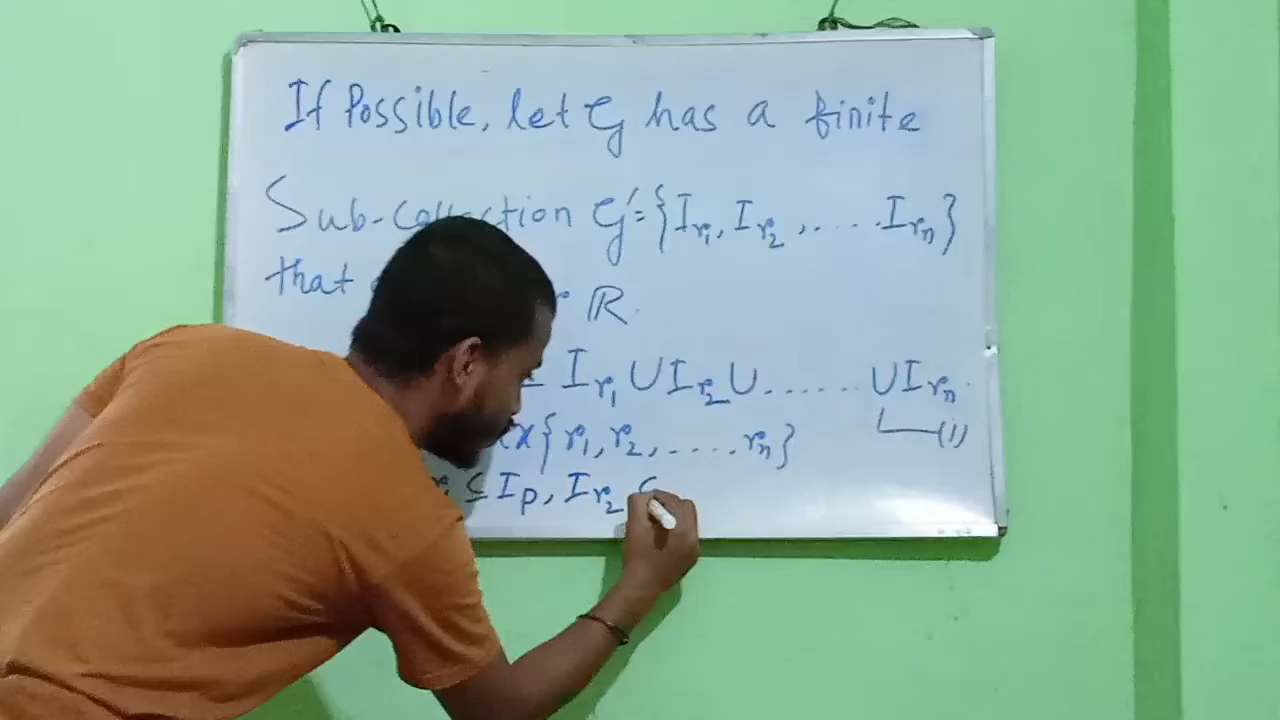 If Possible, let G has a finite
Sub-collection G' = {I_r₁, I_r₂, ..... I_rₙ}
that ℝ.
I_r₁ ∪ I_r₂ ∪ ...... ∪ I_rₙ.
{r₁, r₂, ..... rₙ} (1)
⊆ I_p, I_r₂